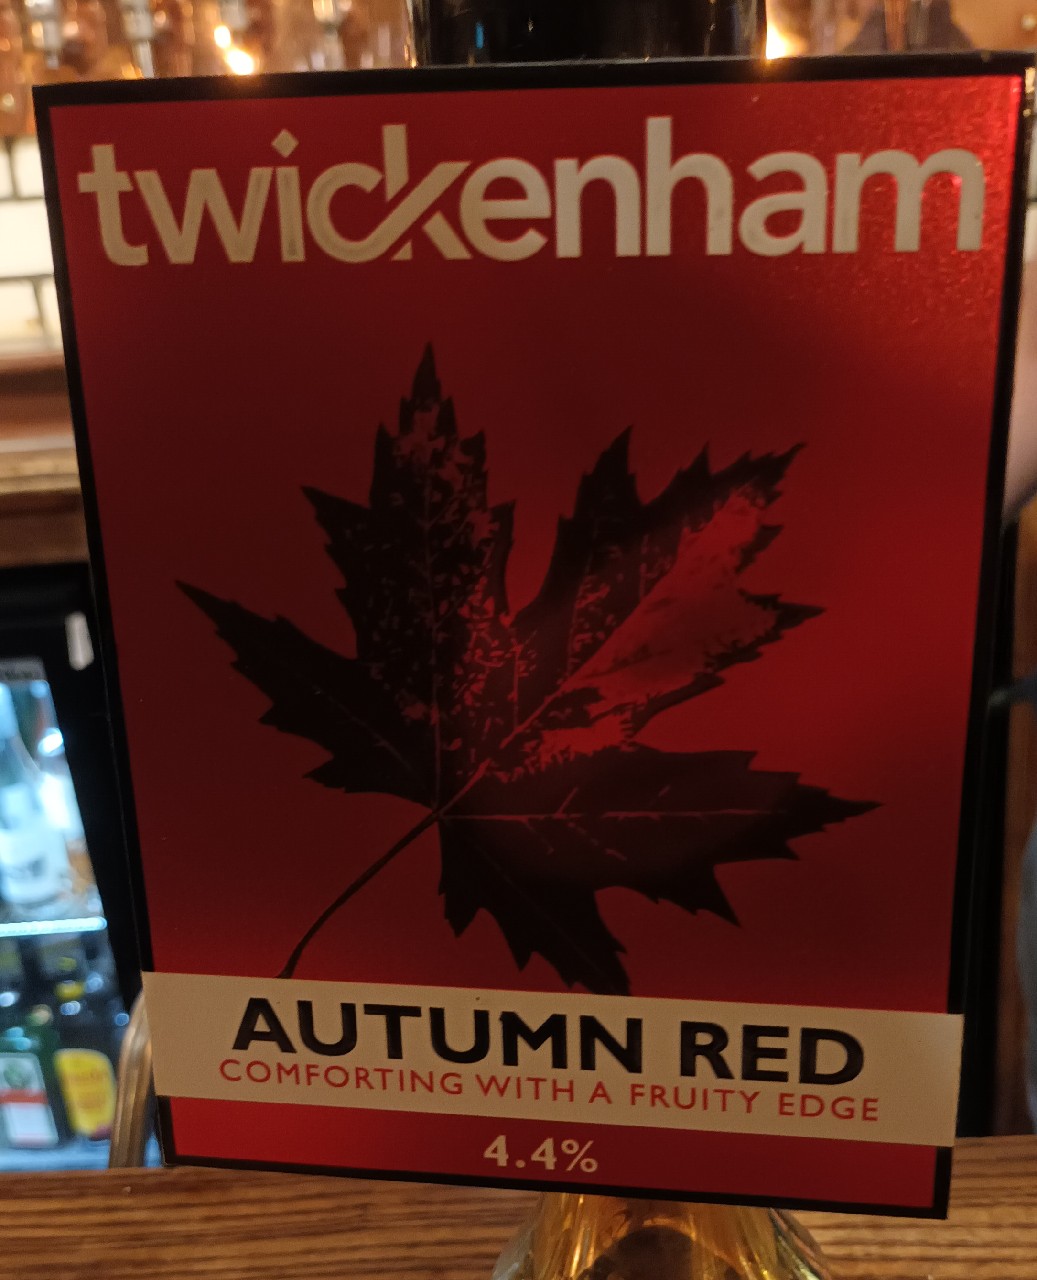 twickenham
AUTUMN RED
COMFORTING WITH A FRUITY EDGE
4.4%